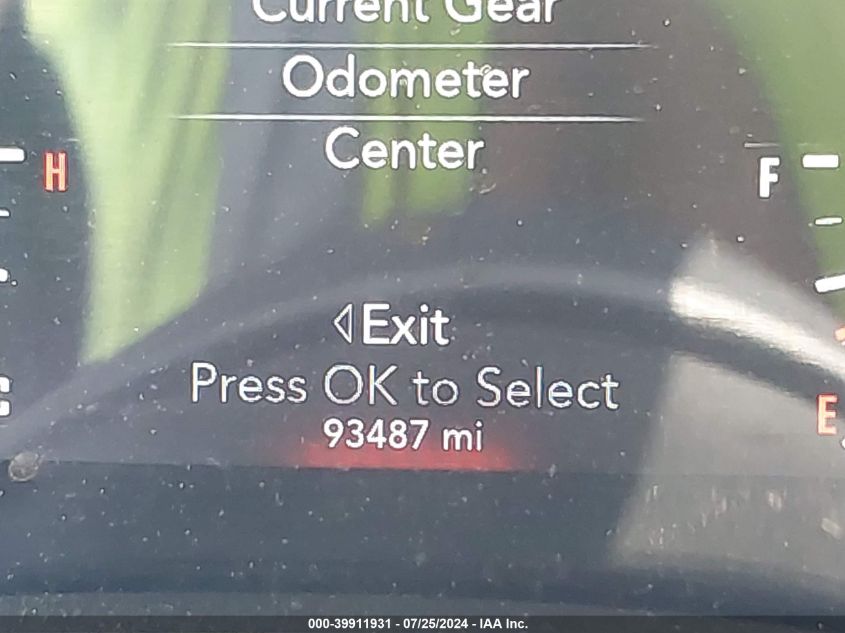 Current Gear
Odometer
Center
H
F
Exit
Press OK to Select
C
E
93487 mi
000-39911931 - 07/25/2024 - IAA Inc.